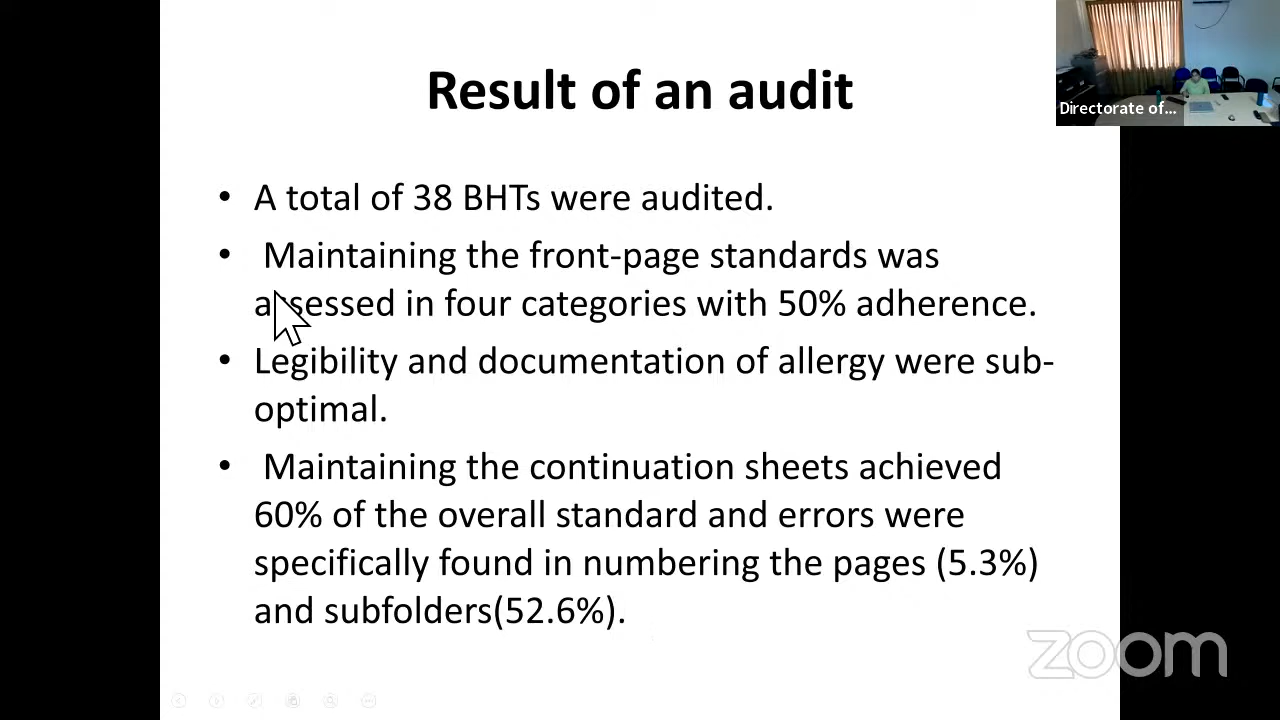 Result of an audit
Directorate of...
• A total of 38 BHTs were audited.
• Maintaining the front-page standards was
assessed in four categories with 50% adherence.
• Legibility and documentation of allergy were sub-
optimal.
• Maintaining the continuation sheets achieved
60% of the overall standard and errors were
specifically found in numbering the pages (5.3%)
and subfolders(52.6%).
zoom